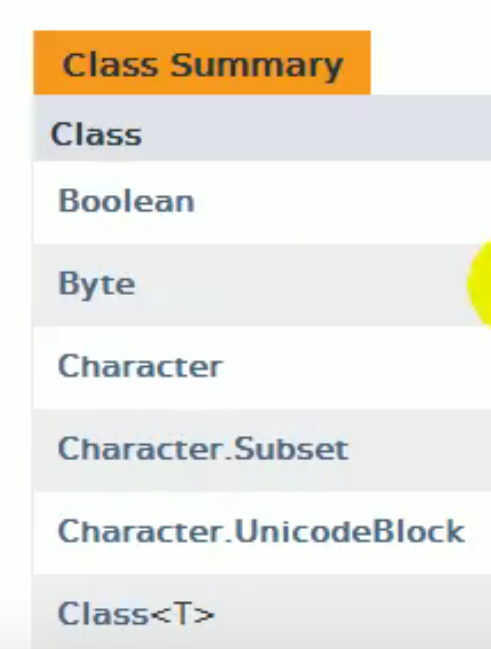 Class Summary
Class
Boolean
Byte
Character
Character.Subset
Character.UnicodeBlock
Class<T>